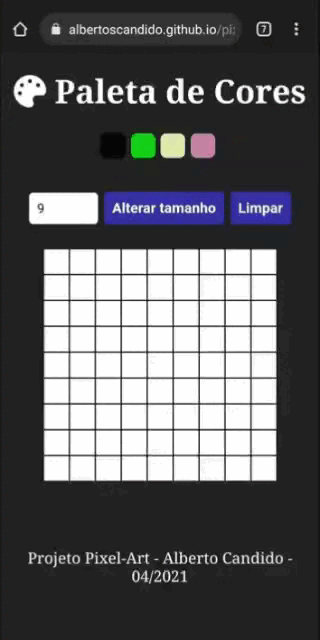 albertoscandido.github.io/pi
7
Paleta de Cores
9
Alterar tamanho
Limpar
Projeto Pixel-Art - Alberto Candido -
04/2021